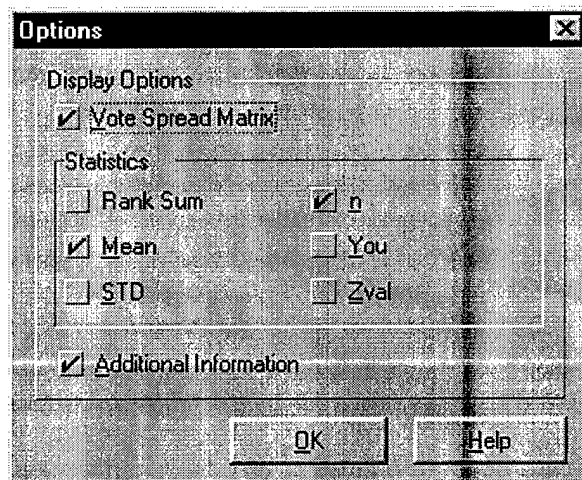 Options
Display Options
Vote Spread Matrix
Statistics
Rank Sum
n
Mean
You
STD
Zval
Additional Information
OK
Help